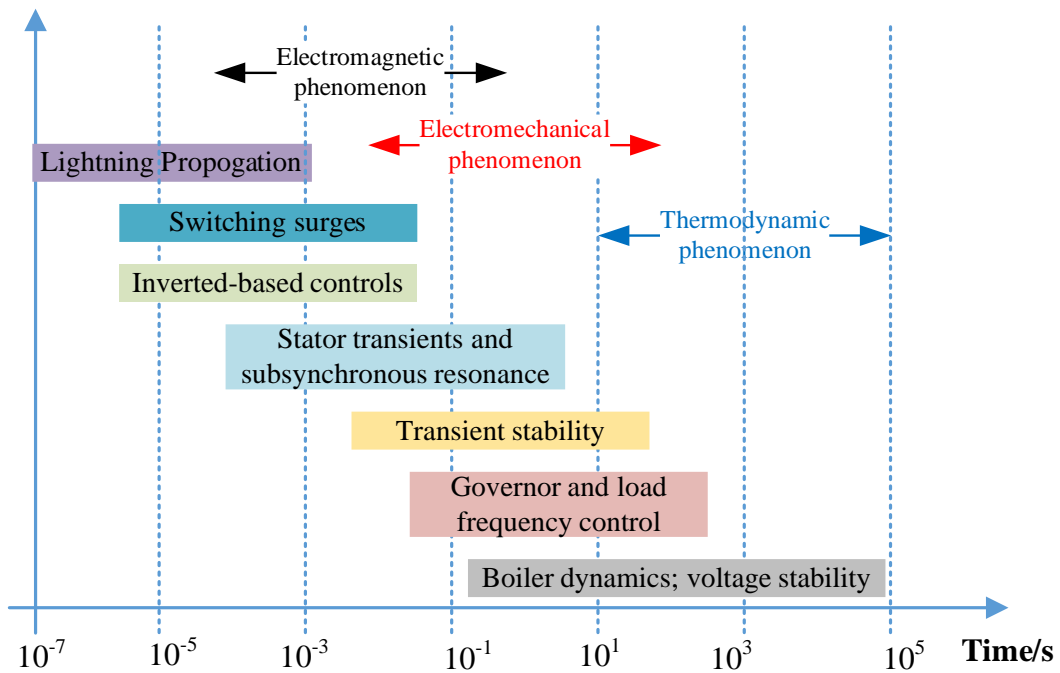 Electromagnetic
phenomenon
Electromechanical
phenomenon
Lightning Propogation
Switching surges
Thermodynamic
phenomenon
Inverted-based controls
Stator transients and
subsynchronous resonance
Transient stability
Governor and load
frequency control
Boiler dynamics; voltage stability
10⁻⁷ 10⁻⁵ 10⁻³ 10⁻¹ 10¹ 10³ 10⁵ Time/s